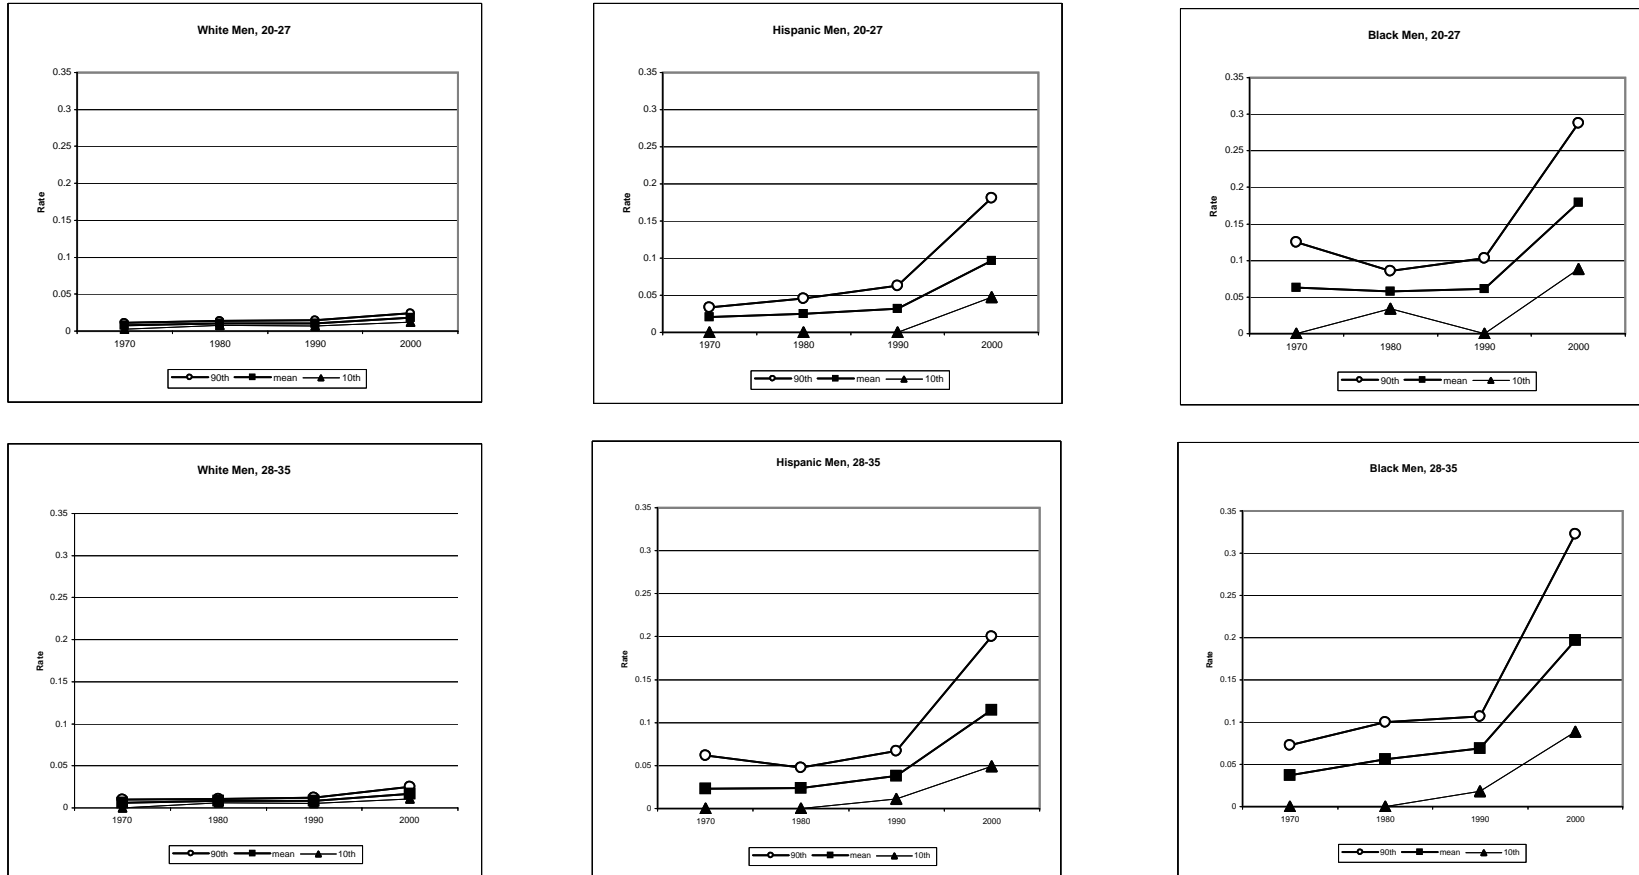 White Men, 20-27
0.35
0.3
0.25
0.2
0.15
0.1
0.05
0
Rate
1970 1980 1990 2000
90th mean 10th
Hispanic Men, 20-27
0.35
0.3
0.25
0.2
0.15
0.1
0.05
0
Rate
1970 1980 1990 2000
90th mean 10th
Black Men, 20-27
0.35
0.3
0.25
0.2
0.15
0.1
0.05
0
Rate
1970 1980 1990 2000
90th mean 10th
White Men, 28-35
0.35
0.3
0.25
0.2
0.15
0.1
0.05
0
Rate
1970 1980 1990 2000
90th mean 10th
Hispanic Men, 28-35
0.35
0.3
0.25
0.2
0.15
0.1
0.05
0
Rate
1970 1980 1990 2000
90th mean 10th
Black Men, 28-35
0.35
0.3
0.25
0.2
0.15
0.1
0.05
0
Rate
1970 1980 1990 2000
90th mean 10th